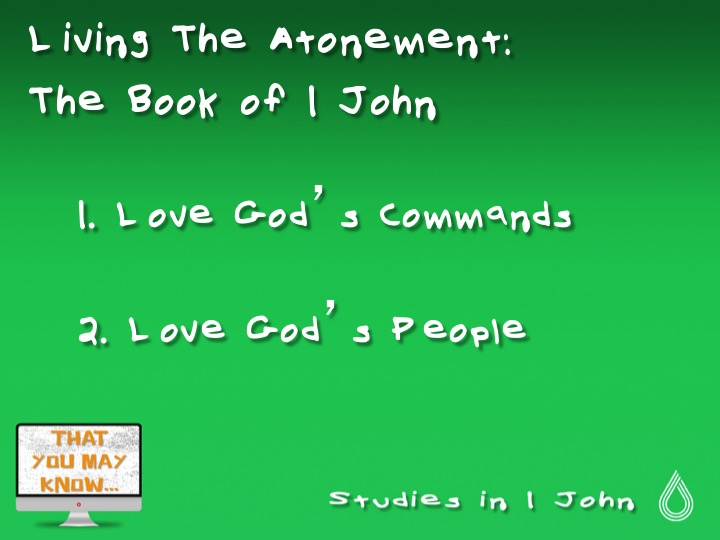 Living The Atonement:
The Book of 1 John
1. Love God's Commands
2. Love God's People
THAT
YOU MAY
KNOW...
Studies in 1 John